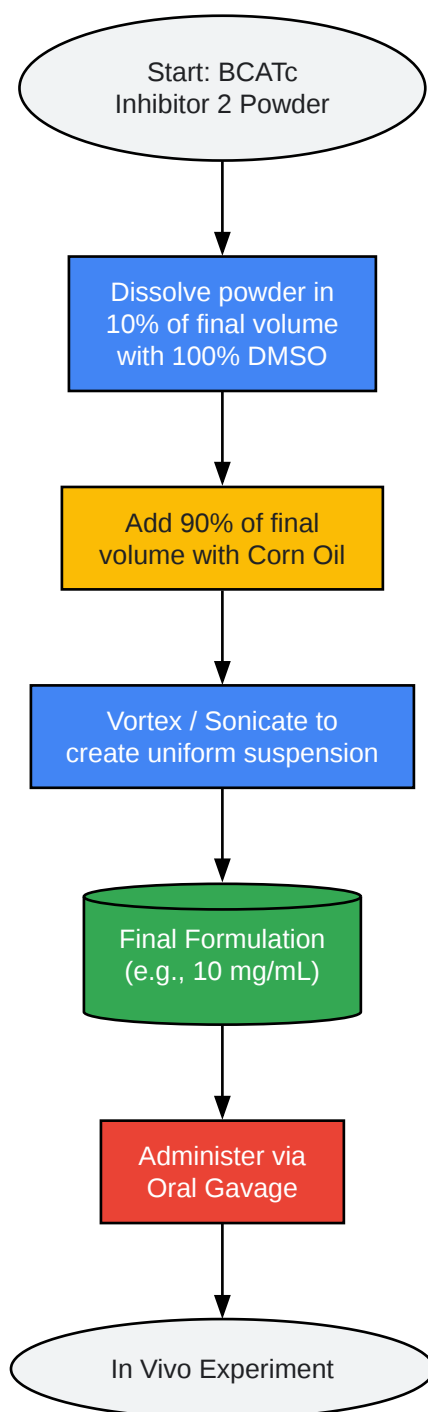 Start: BCATc
Inhibitor 2 Powder
Dissolve powder in
10% of final volume
with 100% DMSO
Add 90% of final
volume with Corn Oil
Vortex / Sonicate to
create uniform suspension
Final Formulation
(e.g., 10 mg/mL)
Administer via
Oral Gavage
In Vivo Experiment